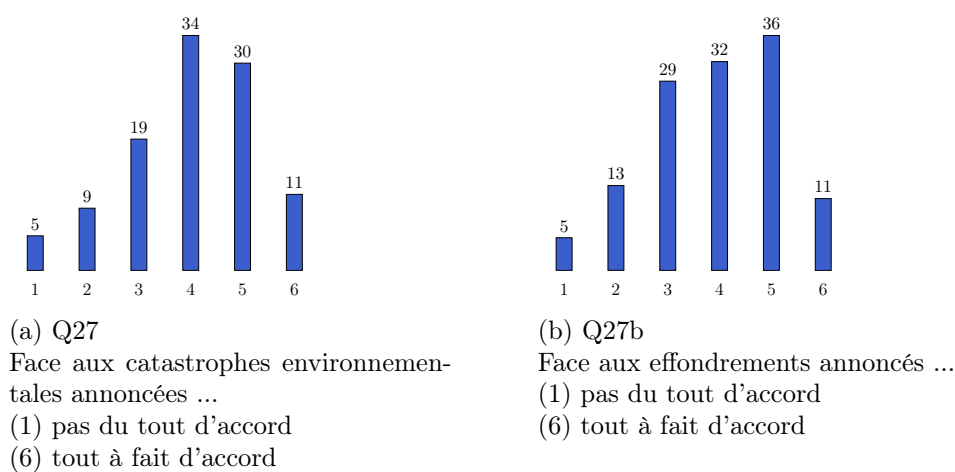 34
30
19
11
9
5
1 2 3 4 5 6
(a) Q27
Face aux catastrophes environnemen-
tales annoncées ...
(1) pas du tout d'accord
(6) tout à fait d'accord
36
32
29
13
11
5
1 2 3 4 5 6
(b) Q27b
Face aux effondrements annoncés ...
(1) pas du tout d'accord
(6) tout à fait d'accord